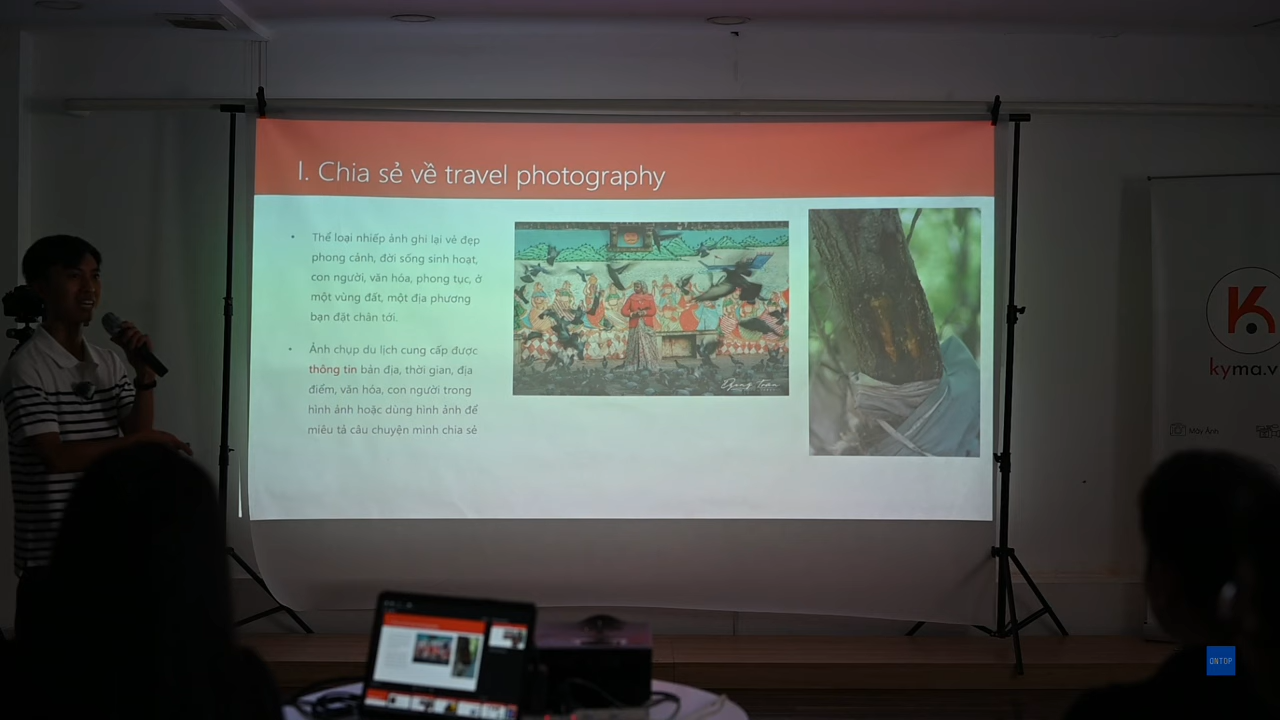 I. Chia sẻ về travel photography
• Thể loại nhiếp ảnh ghi lại vẻ đẹp
phong cảnh, đời sống sinh hoạt,
con người, văn hóa, phong tục, ở
một vùng đất, một địa phương
bạn đặt chân tới.
• Ảnh chụp du lịch cung cấp được
thông tin bản địa, thời gian, địa
điểm, văn hóa, con người trong
hình ảnh hoặc dùng hình ảnh để
miêu tả câu chuyện mình chia sẻ
kyma.v
Máy Ảnh
ONTOP